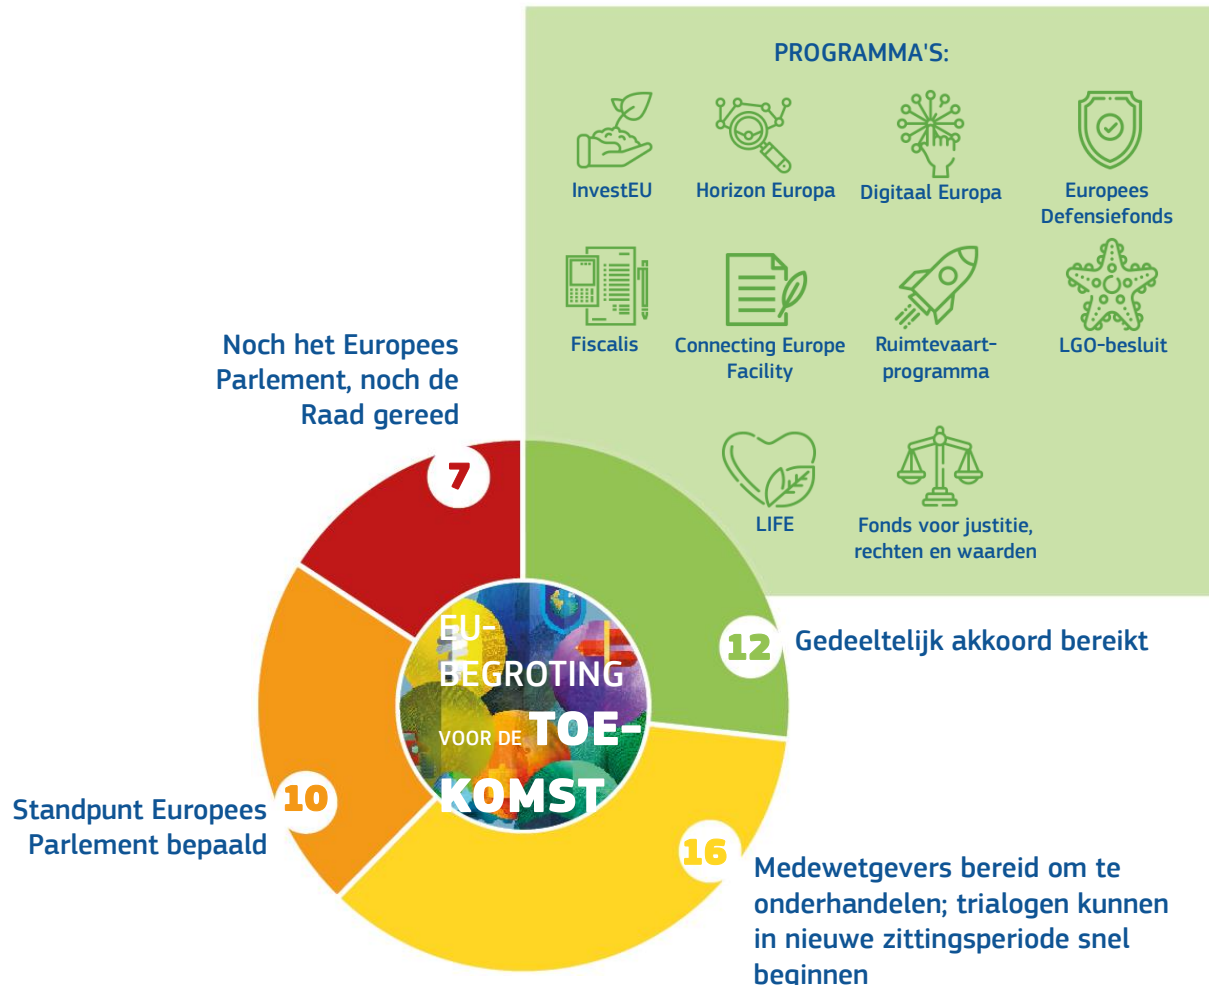 PROGRAMMA'S:
InvestEU
Horizon Europa
Digitaal Europa
Europees
Defensiefonds
Fiscalis
Connecting Europe
Facility
Ruimtevaart-
programma
LGO-besluit
LIFE
Fonds voor justitie,
rechten en waarden
Noch het Europees
Parlement, noch de
Raad gereed
7
12
Gedeeltelijk akkoord bereikt
EU-
BEGROTING
VOOR DE TOE-
KOMST
10
Standpunt Europees
Parlement bepaald
16
Medewetgevers bereid om te
onderhandelen; trialogen kunnen
in nieuwe zittingsperiode snel
beginnen